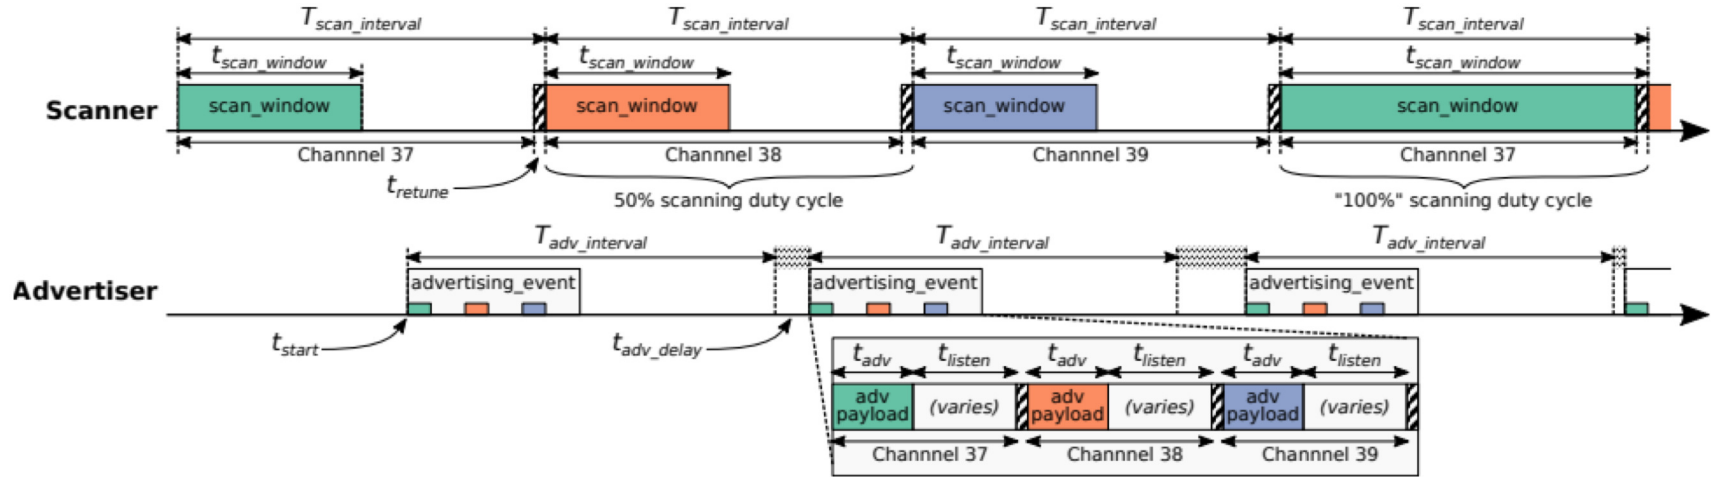 T_scan_interval T_scan_interval T_scan_interval T_scan_interval
t_scan_window t_scan_window t_scan_window t_scan_window
Scanner scan_window scan_window scan_window scan_window
Channnel 37 Channnel 38 Channnel 39 Channnel 37
t_retune
50% scanning duty cycle "100%" scanning duty cycle
T_adv_interval T_adv_interval T_adv_interval
Advertiser advertising_event advertising_event advertising_event
t_start t_adv_delay
t_adv t_listen t_adv t_listen t_adv t_listen
adv payload (varies) adv payload (varies) adv payload (varies)
Channnel 37 Channnel 38 Channnel 39